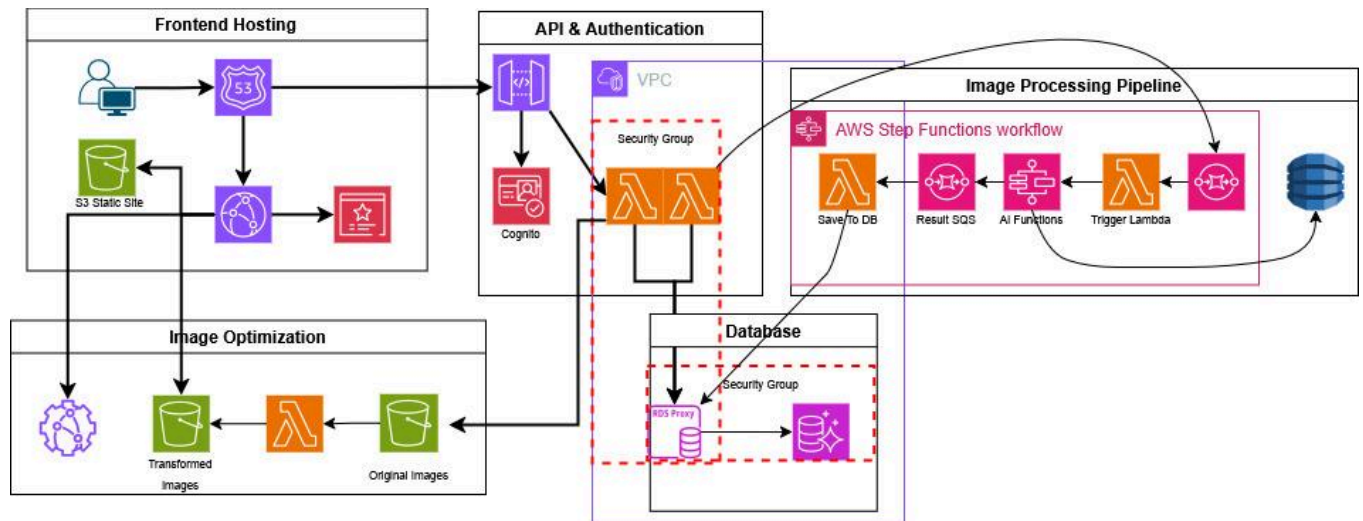 Frontend Hosting
53
S3 Static Site
API & Authentication
Cognito
VPC
Security Group
Image Processing Pipeline
AWS Step Functions workflow
Save To DB
Result SQS
AI Functions
Trigger Lambda
Image Optimization
Transformed
Images
Original Images
Database
Security Group
RDS Proxy